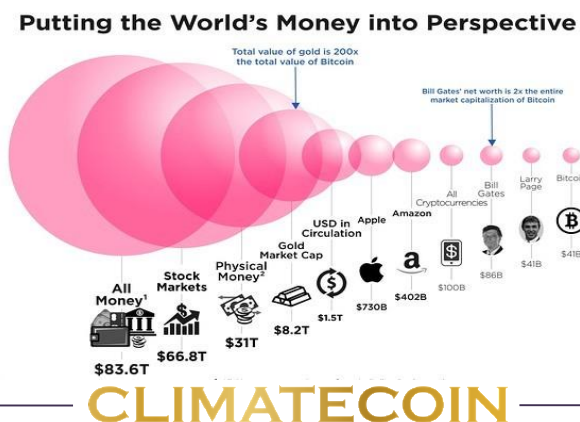 Putting the World's Money into Perspective
Total value of gold is 200x
the total value of Bitcoin
Bill Gates' net worth is 2x the entire
market capitalization of Bitcoin
All
Money¹
$83.6T
Stock
Markets
$66.8T
Physical
Money²
$31T
Gold
Market Cap
$8.2T
USD in
Circulation
$1.5T
Apple
$730B
Amazon
a
$402B
All
Cryptocurrencies
$100B
Bill
Gates
$86B
Larry
Page
$41B
Bitcoi
$41B
CLIMATECOIN